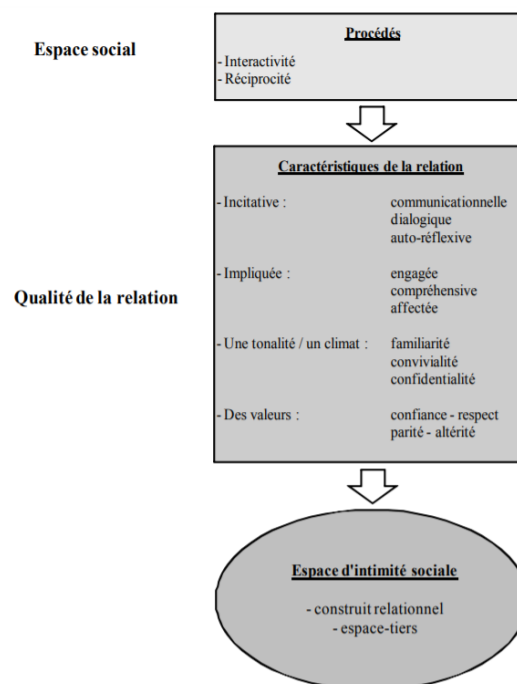 Espace social
Procédés
- Interactivité
- Réciprocité
Qualité de la relation
Caractéristiques de la relation
- Incitative : communicationnelle
dialogique
auto-réflexive
- Impliquée : engagée
compréhensive
affectée
- Une tonalité / un climat : familiarité
convivialité
confidentialité
- Des valeurs : confiance - respect
parité - altérité
Espace d'intimité sociale
- construit relationnel
- espace-tiers